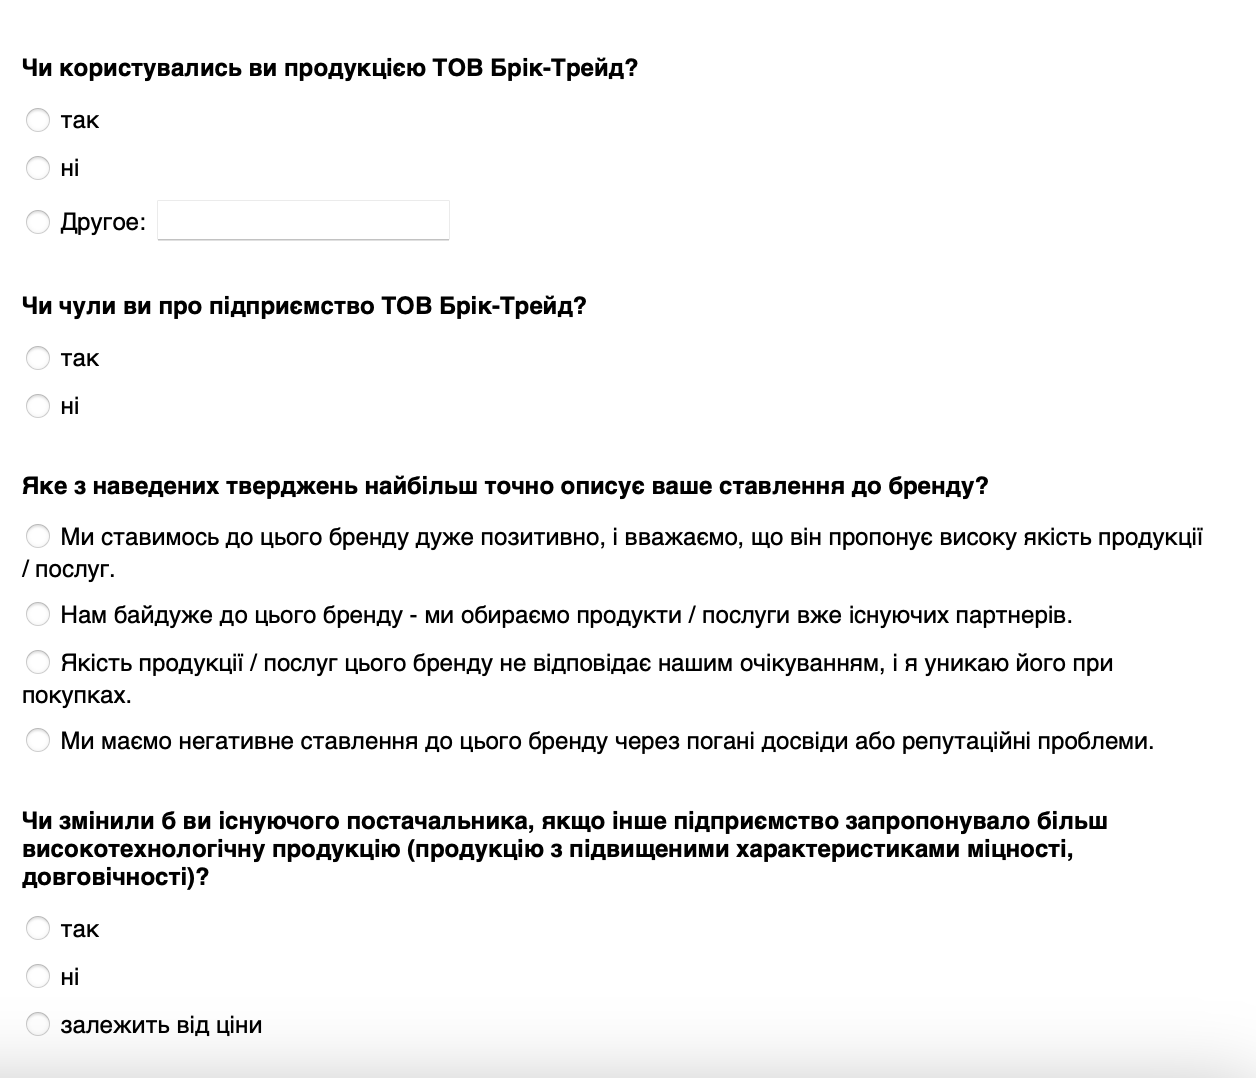 Чи користувались ви продукцією ТОВ Брік-Трейд?
так
ні
Другое:
Чи чули ви про підприємство ТОВ Брік-Трейд?
так
ні
Яке з наведених тверджень найбільш точно описує ваше ставлення до бренду?
Ми ставимось до цього бренду дуже позитивно, і вважаємо, що він пропонує високу якість продукції
/ послуг.
Нам байдуже до цього бренду - ми обираємо продукти / послуги вже існуючих партнерів.
Якість продукції / послуг цього бренду не відповідає нашим очікуванням, і я уникаю його при
покупках.
Ми маємо негативне ставлення до цього бренду через погані досвіди або репутаційні проблеми.
Чи змінили б ви існуючого постачальника, якщо інше підприємство запропонувало більш
високотехнологічну продукцію (продукцію з підвищеними характеристиками міцності,
довговічності)?
так
ні
залежить від ціни